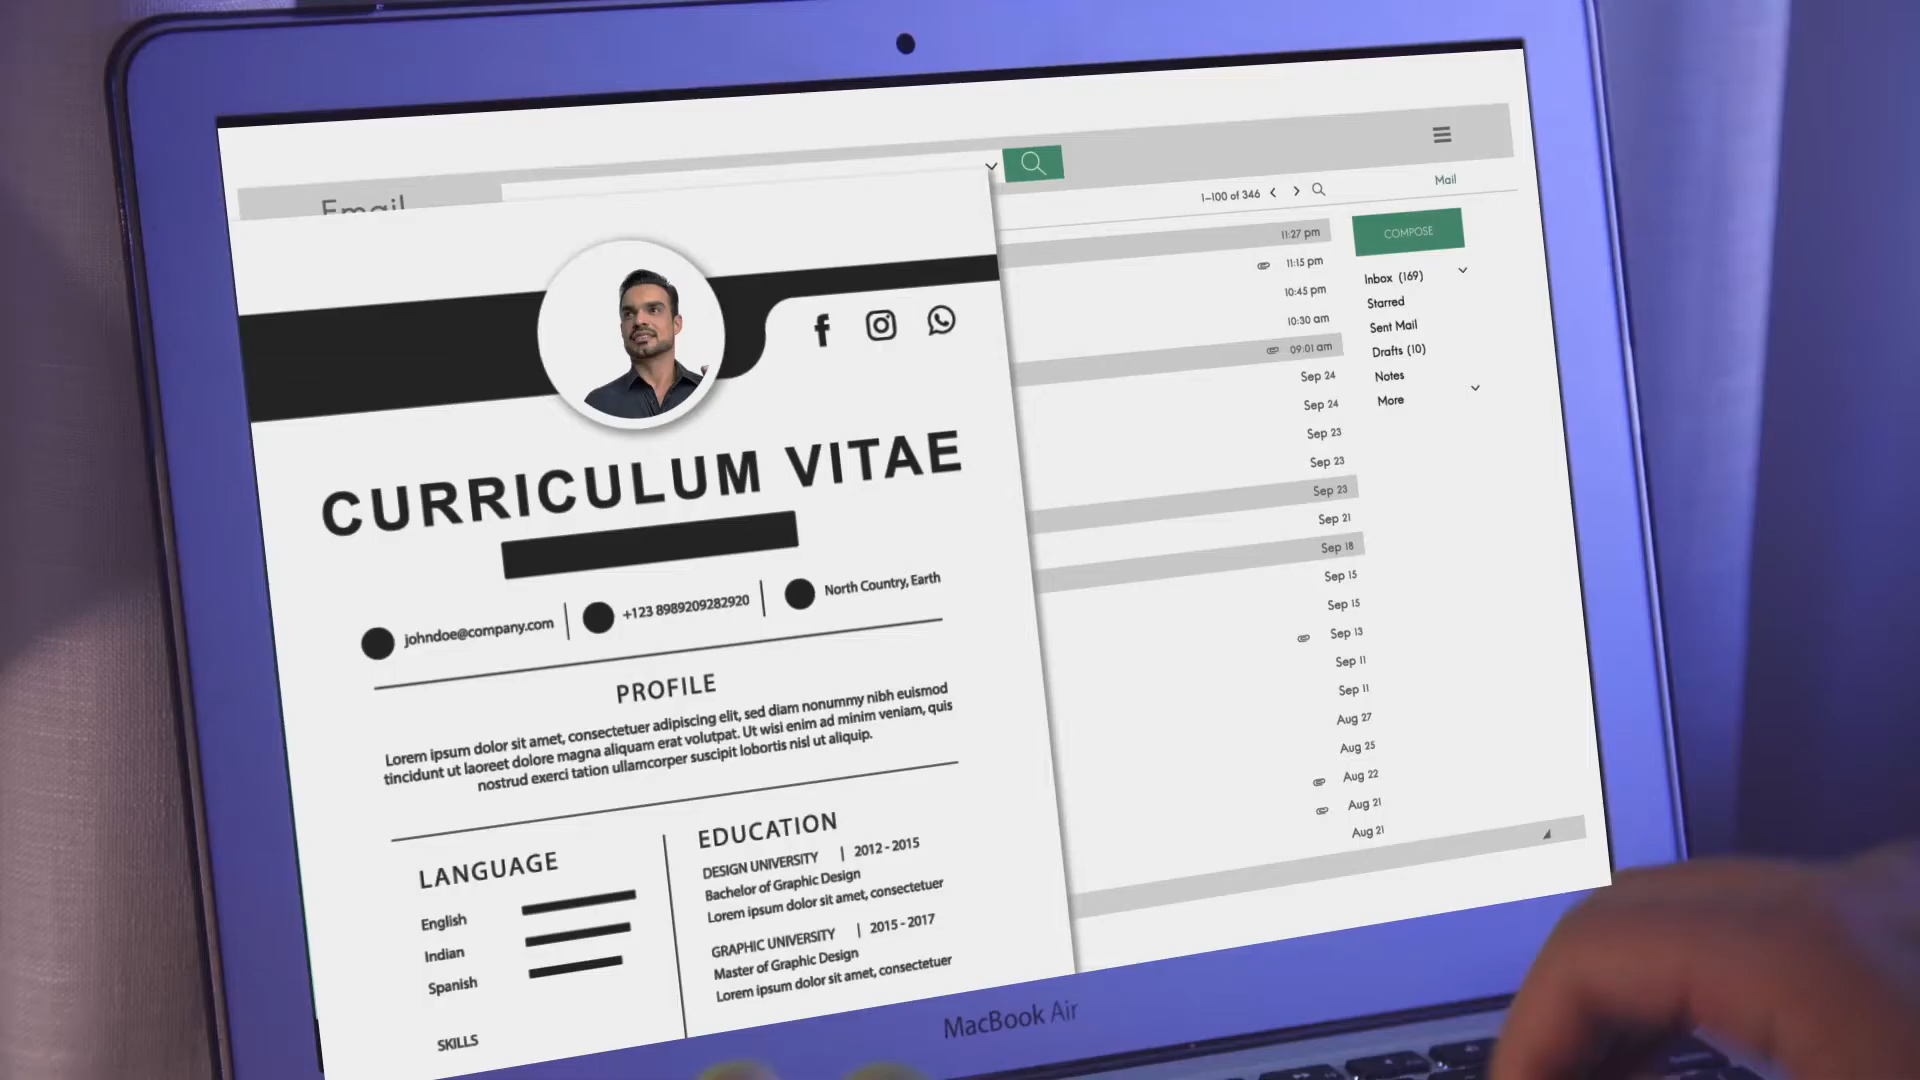 Email
1–100 of 346
Mail
CURRICULUM VITAE
johndoe@company.com
+123 8989209282920
North Country, Earth
PROFILE
Lorem ipsum dolor sit amet, consectetuer adipiscing elit, sed diam nonummy nibh euismod
tincidunt ut laoreet dolore magna aliquam erat volutpat. Ut wisi enim ad minim veniam, quis
nostrud exerci tation ullamcorper suscipit lobortis nisl ut aliquip.
LANGUAGE
English
Indian
Spanish
SKILLS
EDUCATION
DESIGN UNIVERSITY | 2012 - 2015
Bachelor of Graphic Design
Lorem ipsum dolor sit amet, consectetuer
GRAPHIC UNIVERSITY | 2015 - 2017
Master of Graphic Design
Lorem ipsum dolor sit amet, consectetuer
11:27 pm
11:15 pm
10:45 pm
10:30 am
09:01 am
Sep 24
Sep 24
Sep 23
Sep 23
Sep 23
Sep 21
Sep 18
Sep 15
Sep 15
Sep 13
Sep 11
Sep 11
Aug 27
Aug 25
Aug 22
Aug 21
Aug 21
COMPOSE
Inbox (169)
Starred
Sent Mail
Drafts (10)
Notes
More
MacBook Air